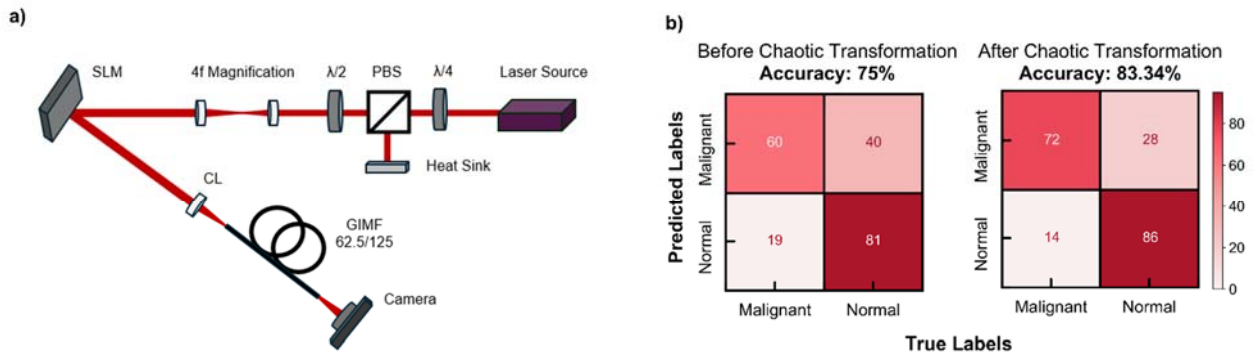 a)
SLM
4f Magnification
λ/2
PBS
λ/4
Laser Source
Heat Sink
CL
GIMF
62.5/125
Camera
b)
Before Chaotic Transformation
Accuracy: 75%
After Chaotic Transformation
Accuracy: 83.34%
Predicted Labels
Malignant
Normal
60
40
19
81
Malignant
Normal
Malignant
Normal
72
28
14
86
Malignant
Normal
80
60
40
20
0
True Labels